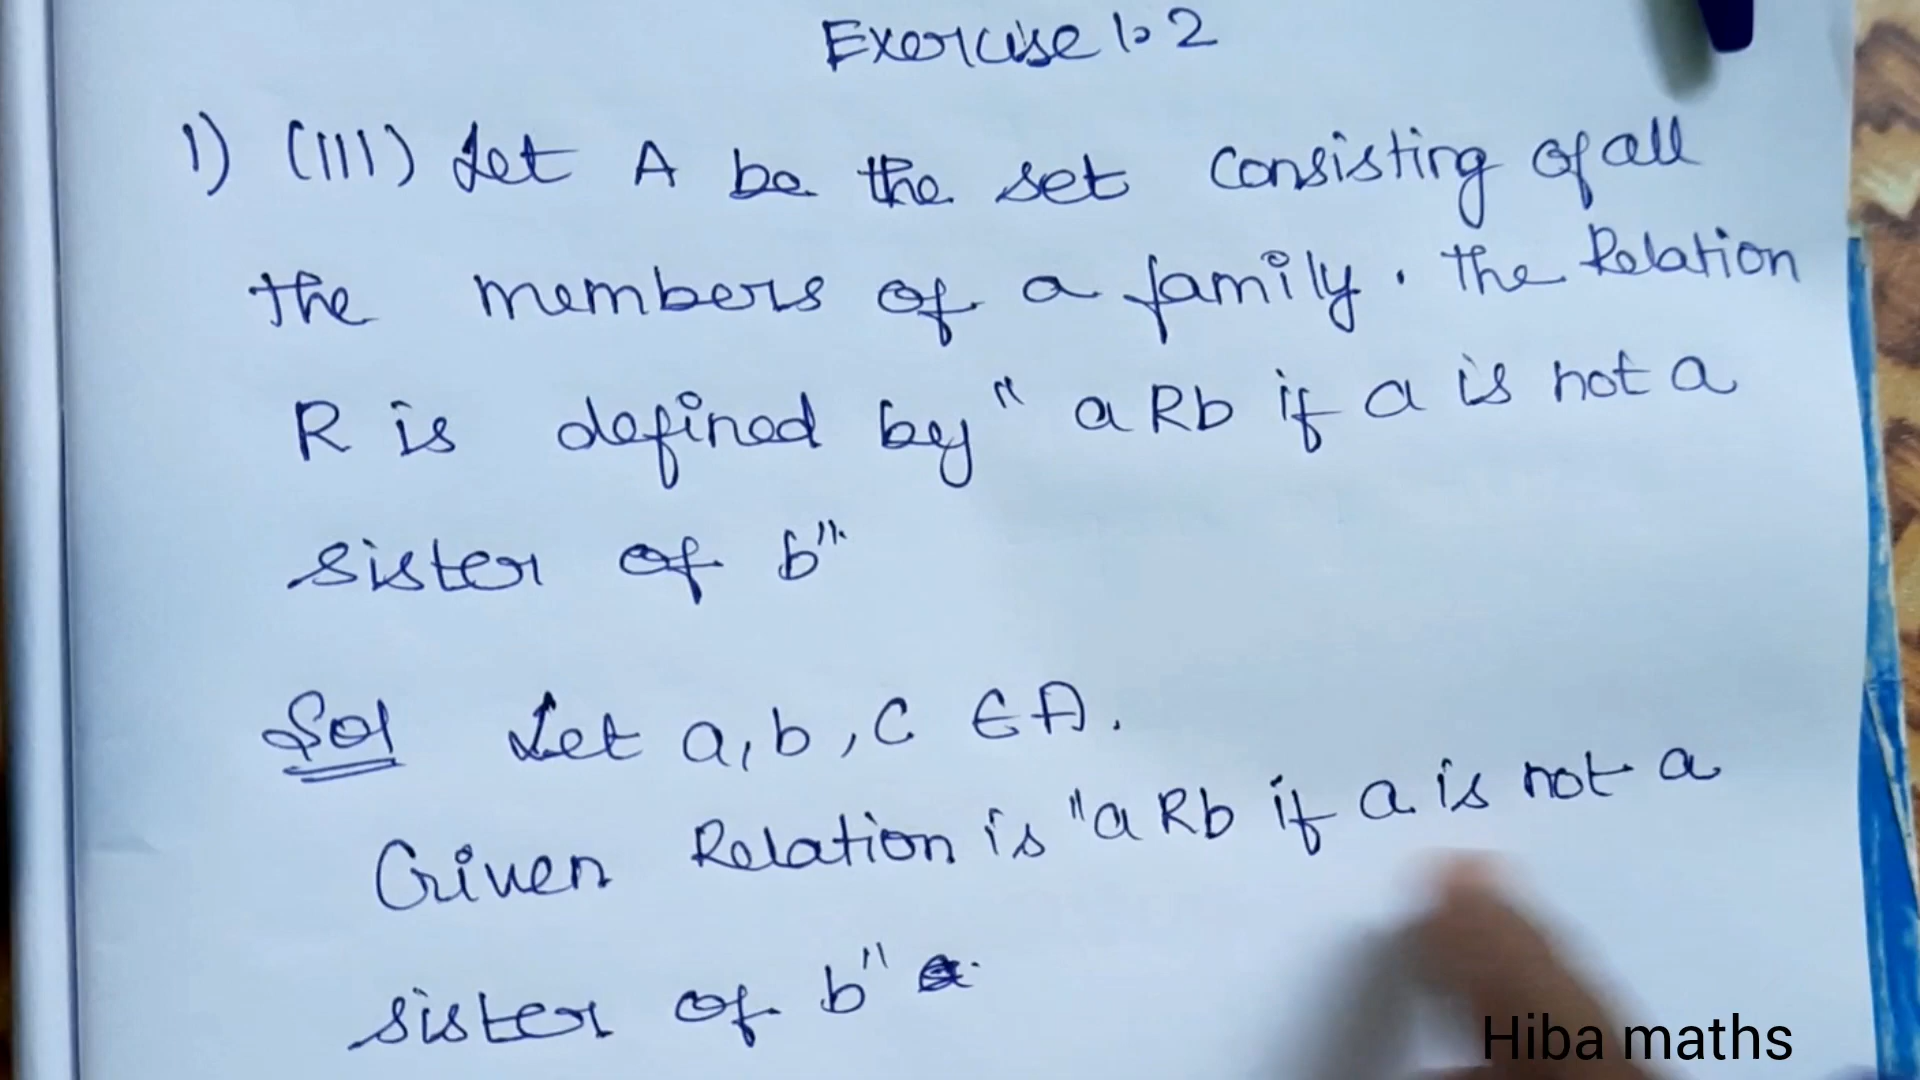 Exercise 1.2
1) (III) Let A be the set consisting of all
the members of a family. The Relation
R is defined by "aRb if a is not a
sister of b".
Sol Let a, b, c ∈ A.
Given Relation is "aRb if a is not a
sister of b"
Hiba maths